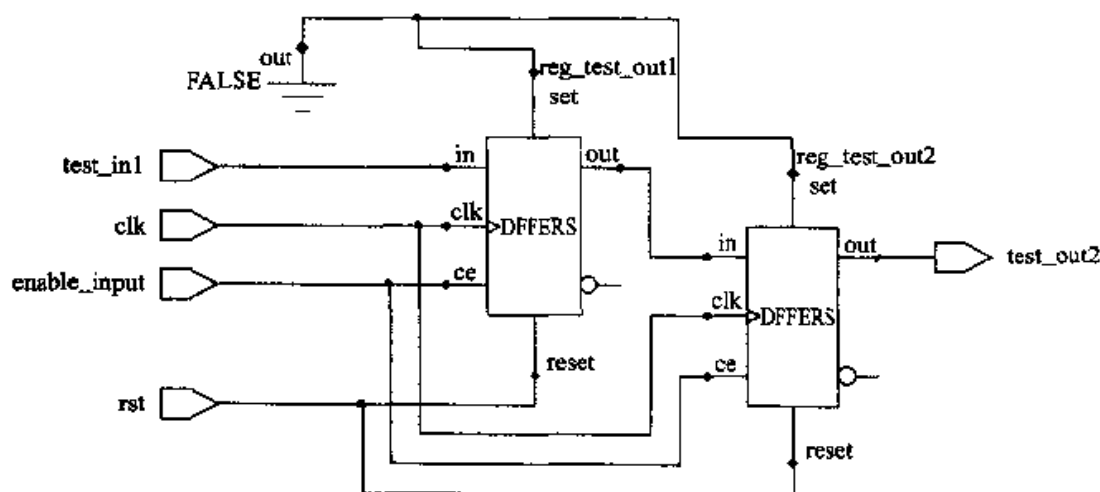 out
FALSE
reg_test_out1
set
test_in1
in
out
reg_test_out2
set
clk
clk
DFFERS
enable_input
ce
in
out
test_out2
clk
DFFERS
reset
ce
rst
reset